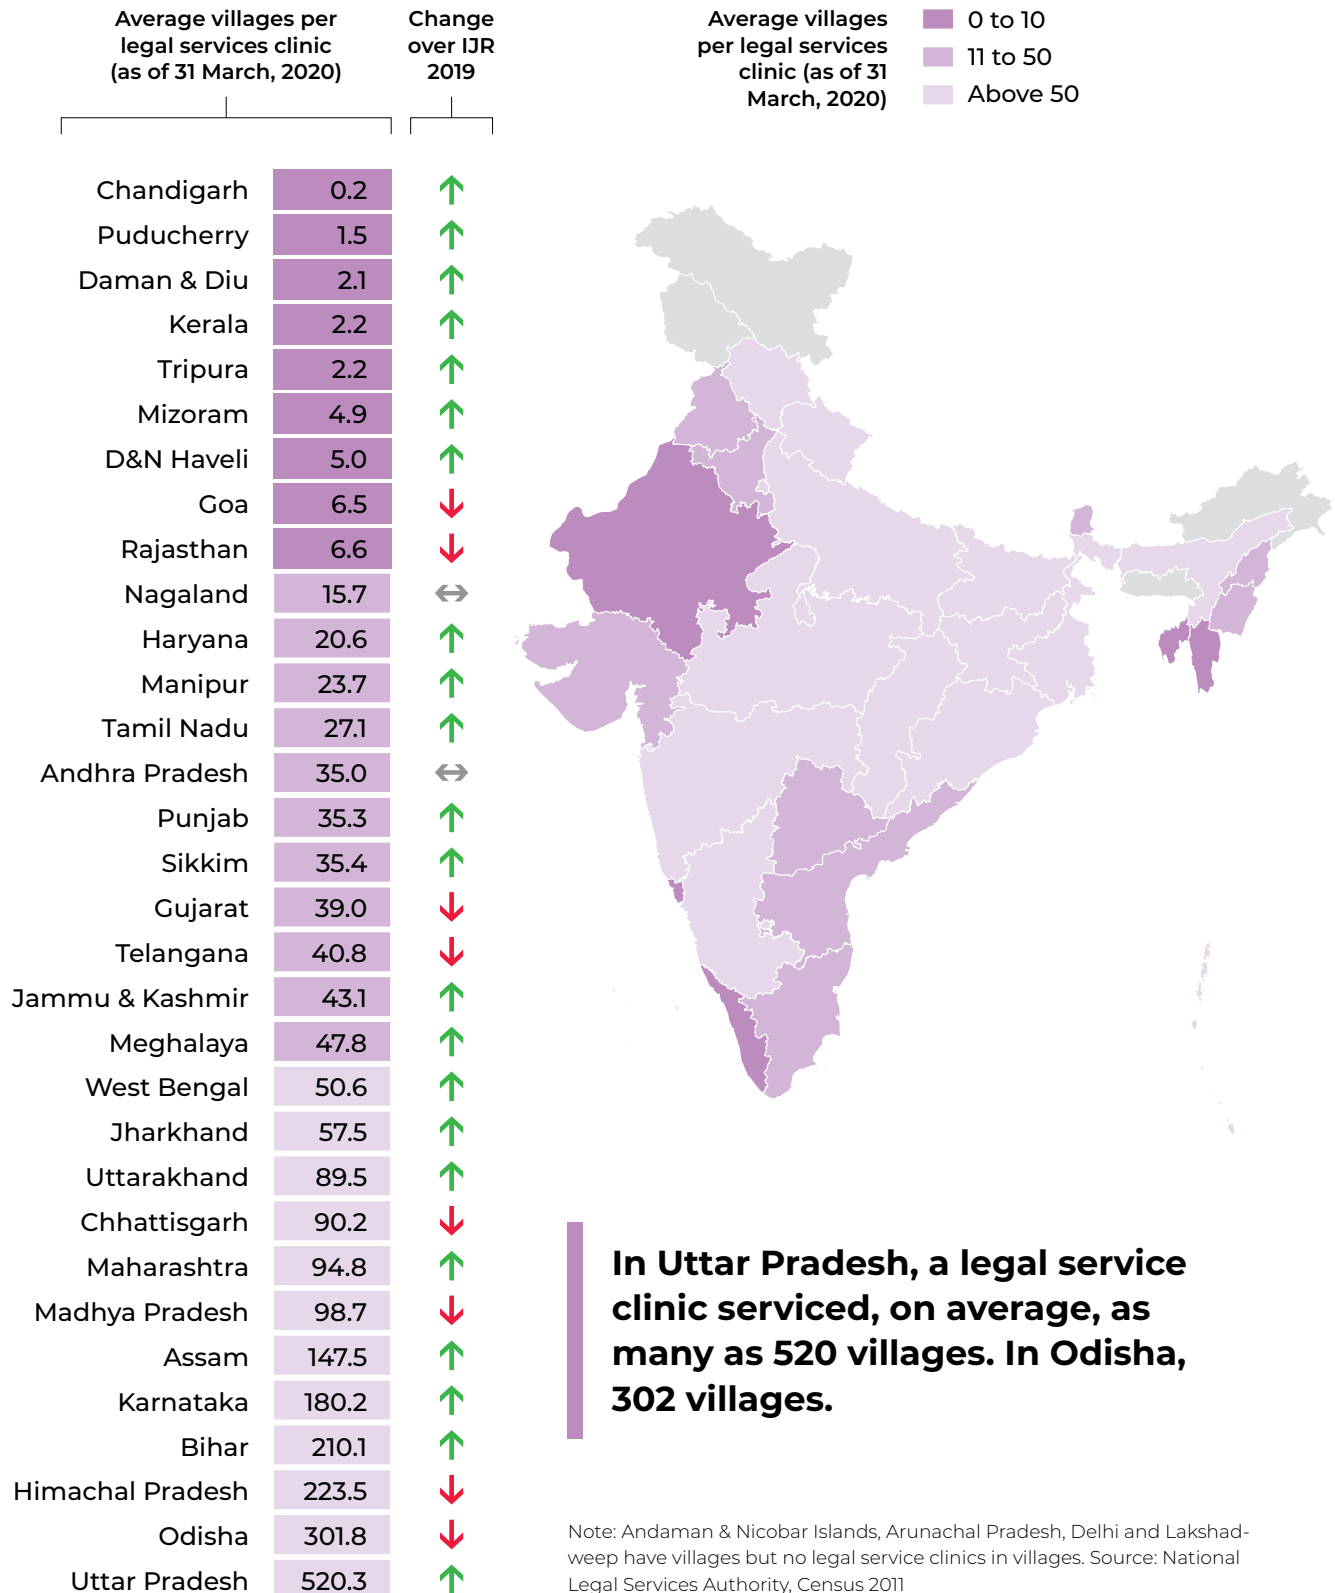 Average villages per
legal services clinic
(as of 31 March, 2020)
Change
over IJR
2019
Average villages
per legal services
clinic (as of 31
March, 2020)
0 to 10
11 to 50
Above 50
Chandigarh 0.2
Puducherry 1.5
Daman & Diu 2.1
Kerala 2.2
Tripura 2.2
Mizoram 4.9
D&N Haveli 5.0
Goa 6.5
Rajasthan 6.6
Nagaland 15.7
Haryana 20.6
Manipur 23.7
Tamil Nadu 27.1
Andhra Pradesh 35.0
Punjab 35.3
Sikkim 35.4
Gujarat 39.0
Telangana 40.8
Jammu & Kashmir 43.1
Meghalaya 47.8
West Bengal 50.6
Jharkhand 57.5
Uttarakhand 89.5
Chhattisgarh 90.2
Maharashtra 94.8
Madhya Pradesh 98.7
Assam 147.5
Karnataka 180.2
Bihar 210.1
Himachal Pradesh 223.5
Odisha 301.8
Uttar Pradesh 520.3
In Uttar Pradesh, a legal service
clinic serviced, on average, as
many as 520 villages. In Odisha,
302 villages.
Note: Andaman & Nicobar Islands, Arunachal Pradesh, Delhi and Lakshad-
weep have villages but no legal service clinics in villages. Source: National
Legal Services Authority, Census 2011